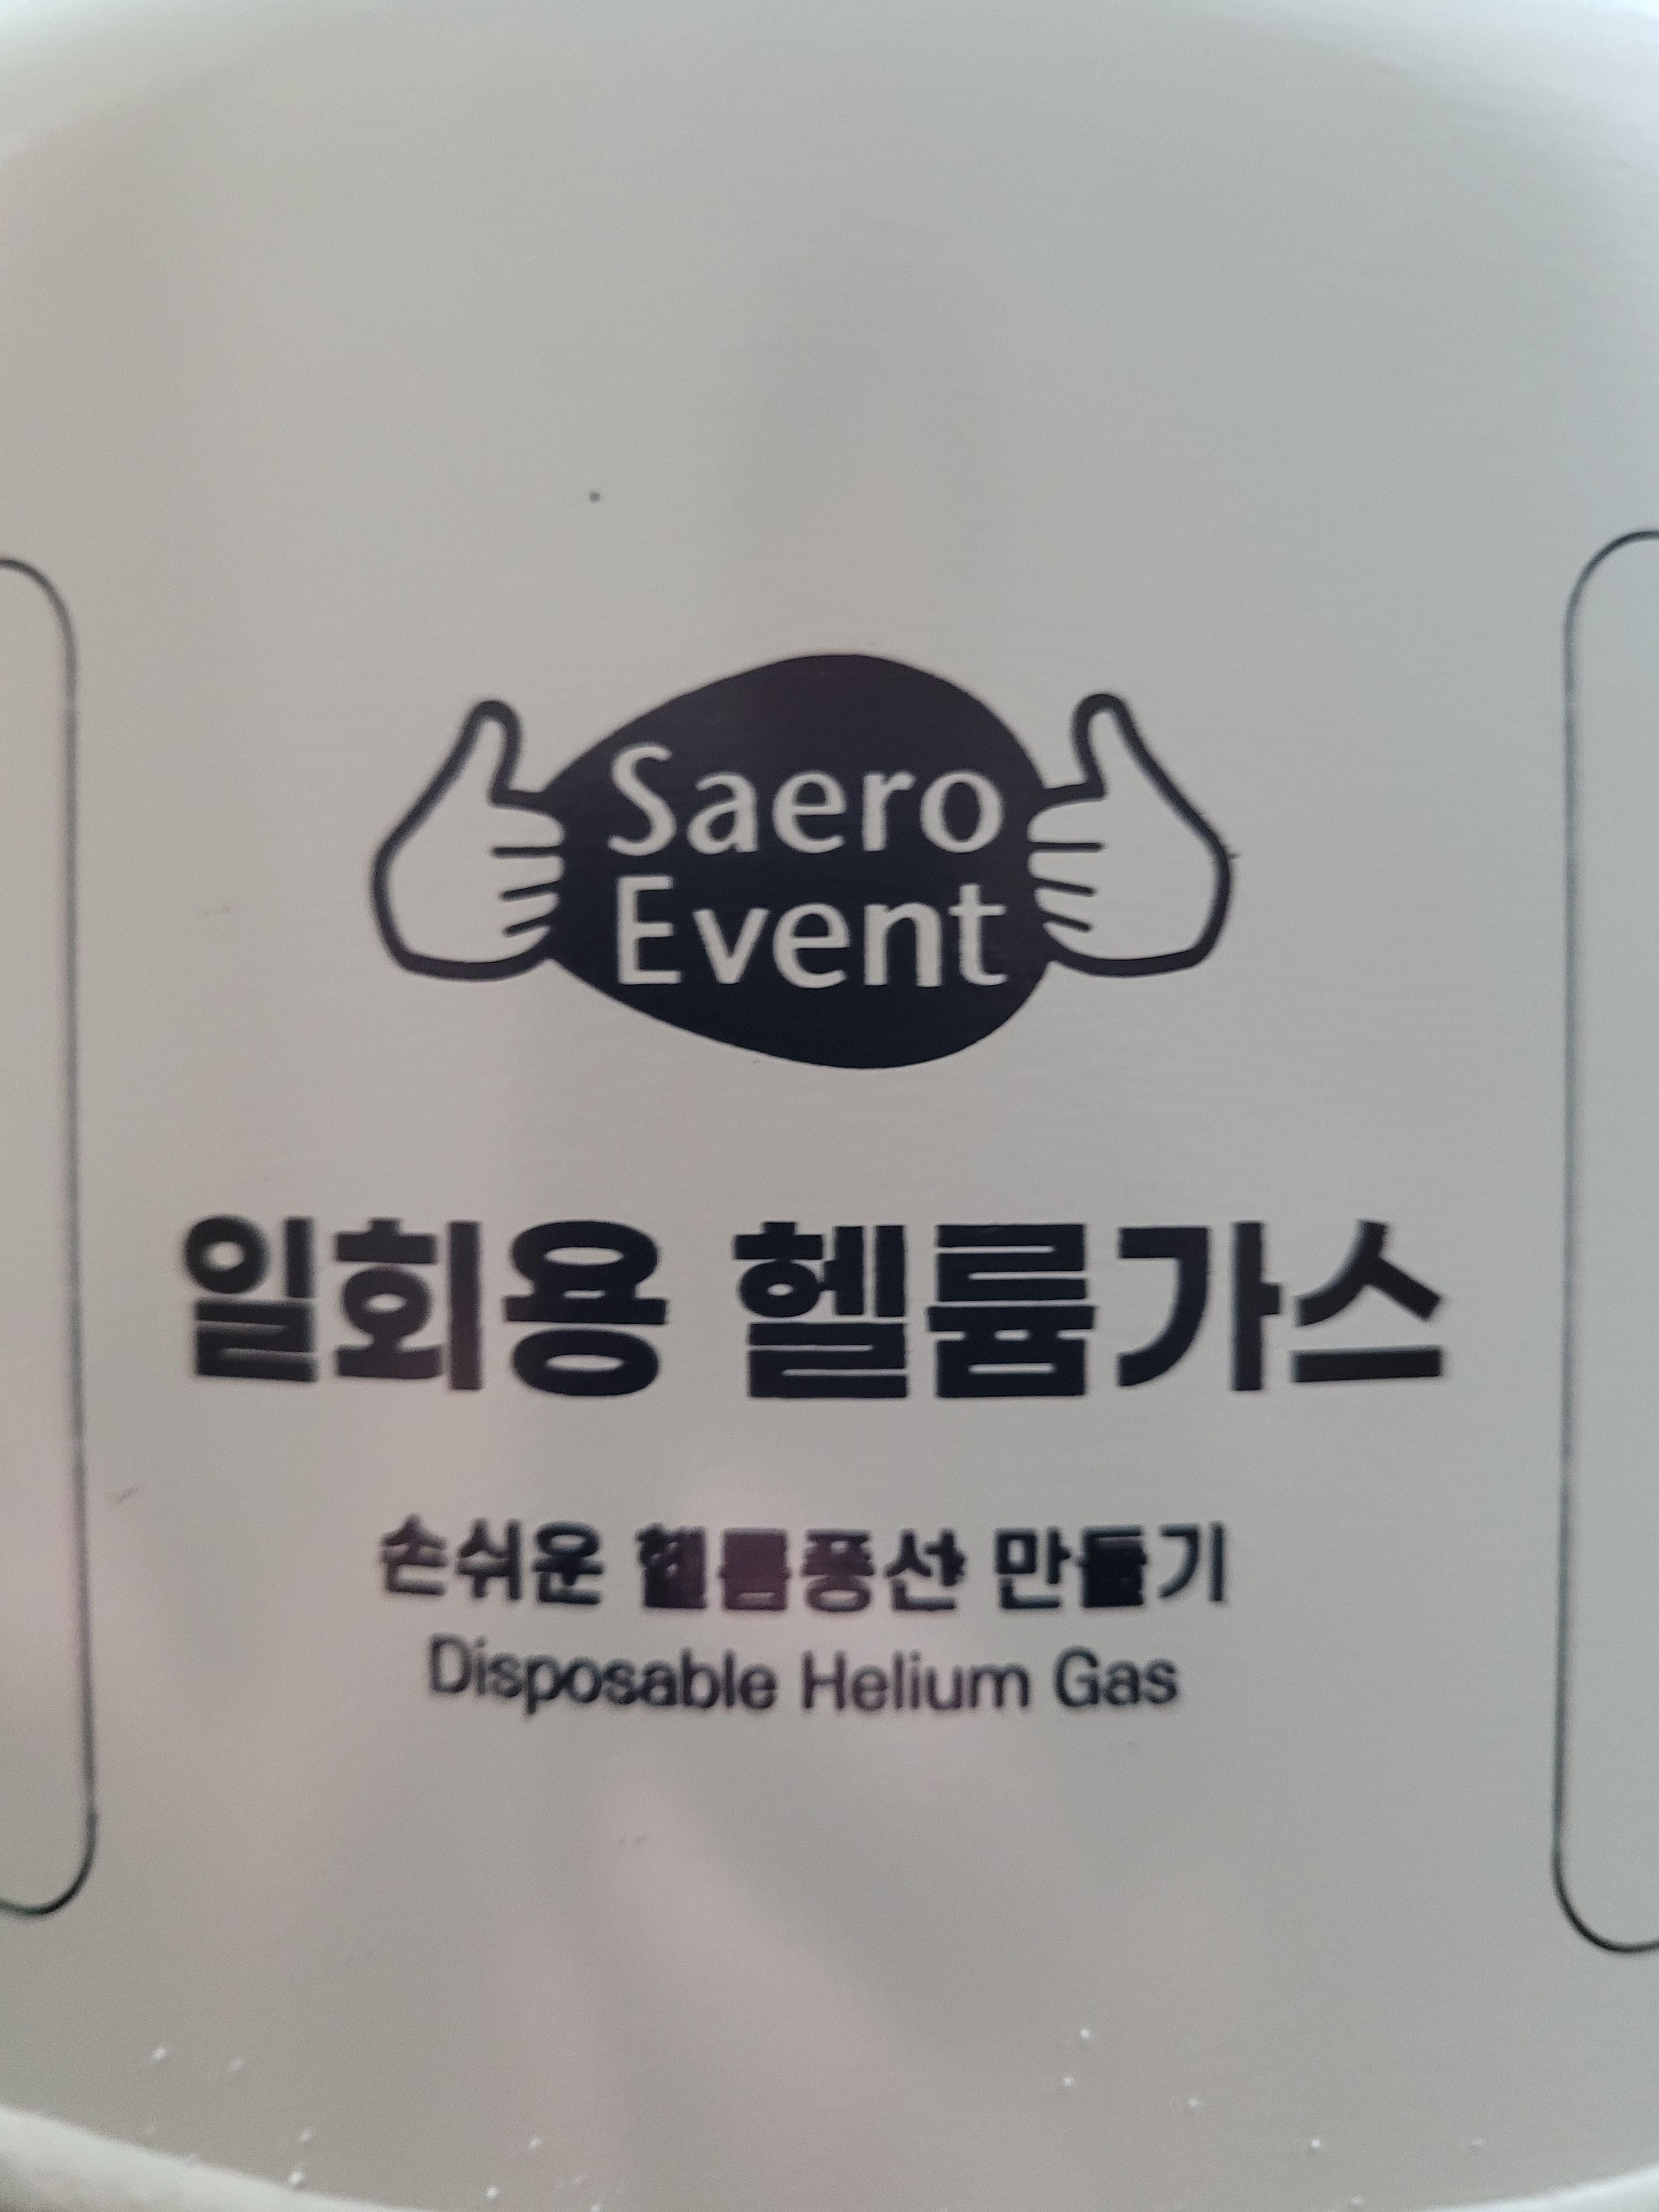 Saero
Event
일회용 헬륨가스
손쉬운 헬륨풍선 만들기
Disposable Helium Gas